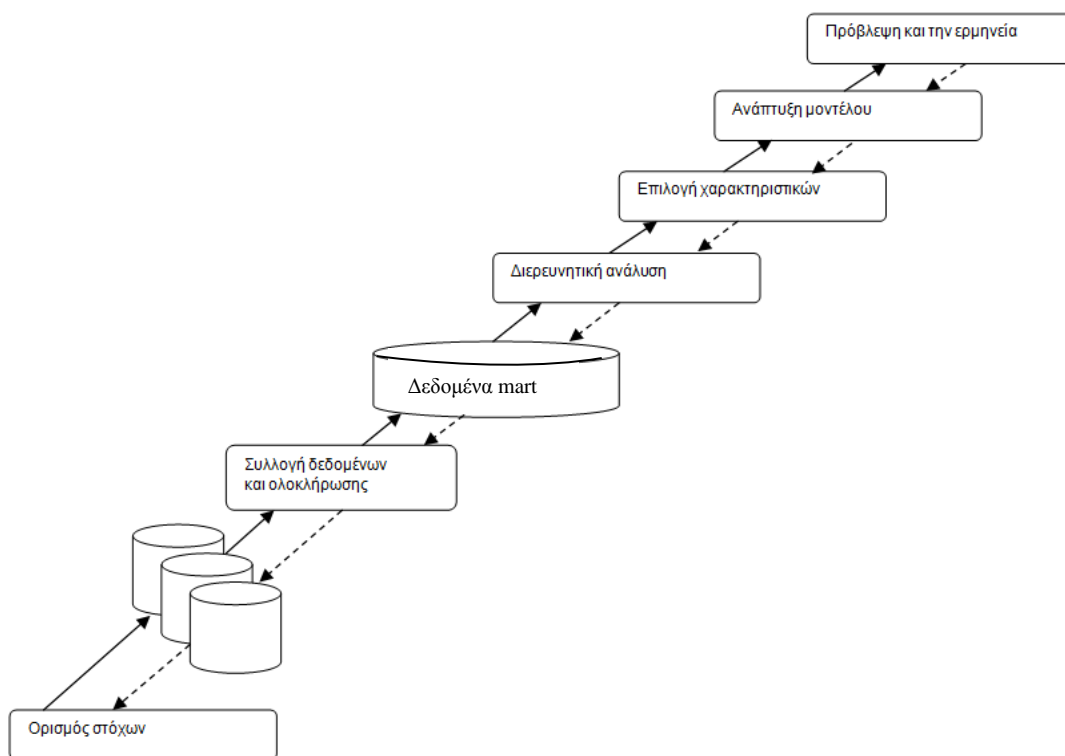 Πρόβλεψη και την ερμηνεία
Ανάπτυξη μοντέλου
Επιλογή χαρακτηριστικών
Διερευνητική ανάλυση
Δεδομένα mart
Συλλογή δεδομένων
και ολοκλήρωσης
Ορισμός στόχων